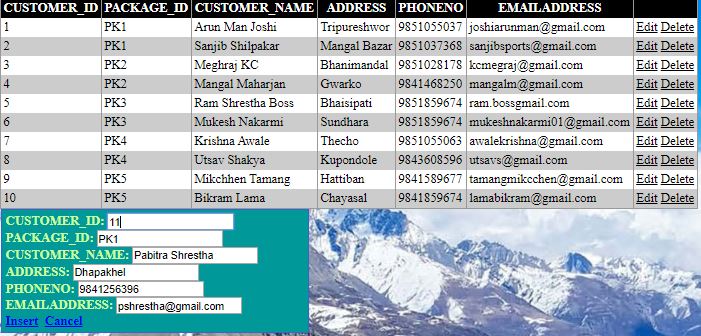 CUSTOMER_ID PACKAGE_ID CUSTOMER_NAME ADDRESS PHONENO EMAILADDRESS
1 PK1 Arun Man Joshi Tripureshwor 9851055037 joshiarunman@gmail.com Edit Delete
2 PK1 Sanjib Shilpakar Mangal Bazar 9851037368 sanjibsports@gmail.com Edit Delete
3 PK2 Meghraj KC Bhanimandal 9851028178 kcmegraj@gmail.com Edit Delete
4 PK2 Mangal Maharjan Gwarko 9841468250 mangalm@gmail.com Edit Delete
5 PK3 Ram Shrestha Boss Bhaisipati 9851859674 ram.bossgmail.com Edit Delete
6 PK3 Mukesh Nakarmi Sundhara 9851859674 mukeshnakarmi01@gmail.com Edit Delete
7 PK4 Krishna Awale Thecho 9851055063 awalekrishna@gmail.com Edit Delete
8 PK4 Utsav Shakya Kupondole 9843608596 utsavs@gmail.com Edit Delete
9 PK5 Mikchhen Tamang Hattiban 9841589677 tamangmikcchen@gmail.com Edit Delete
10 PK5 Bikram Lama Chayasal 9841859674 lamabikram@gmail.com Edit Delete
CUSTOMER_ID: 11
PACKAGE_ID: PK1
CUSTOMER_NAME: Pabitra Shrestha
ADDRESS: Dhapakhel
PHONENO: 9841256396
EMAILADDRESS: pshrestha@gmail.com
Insert Cancel